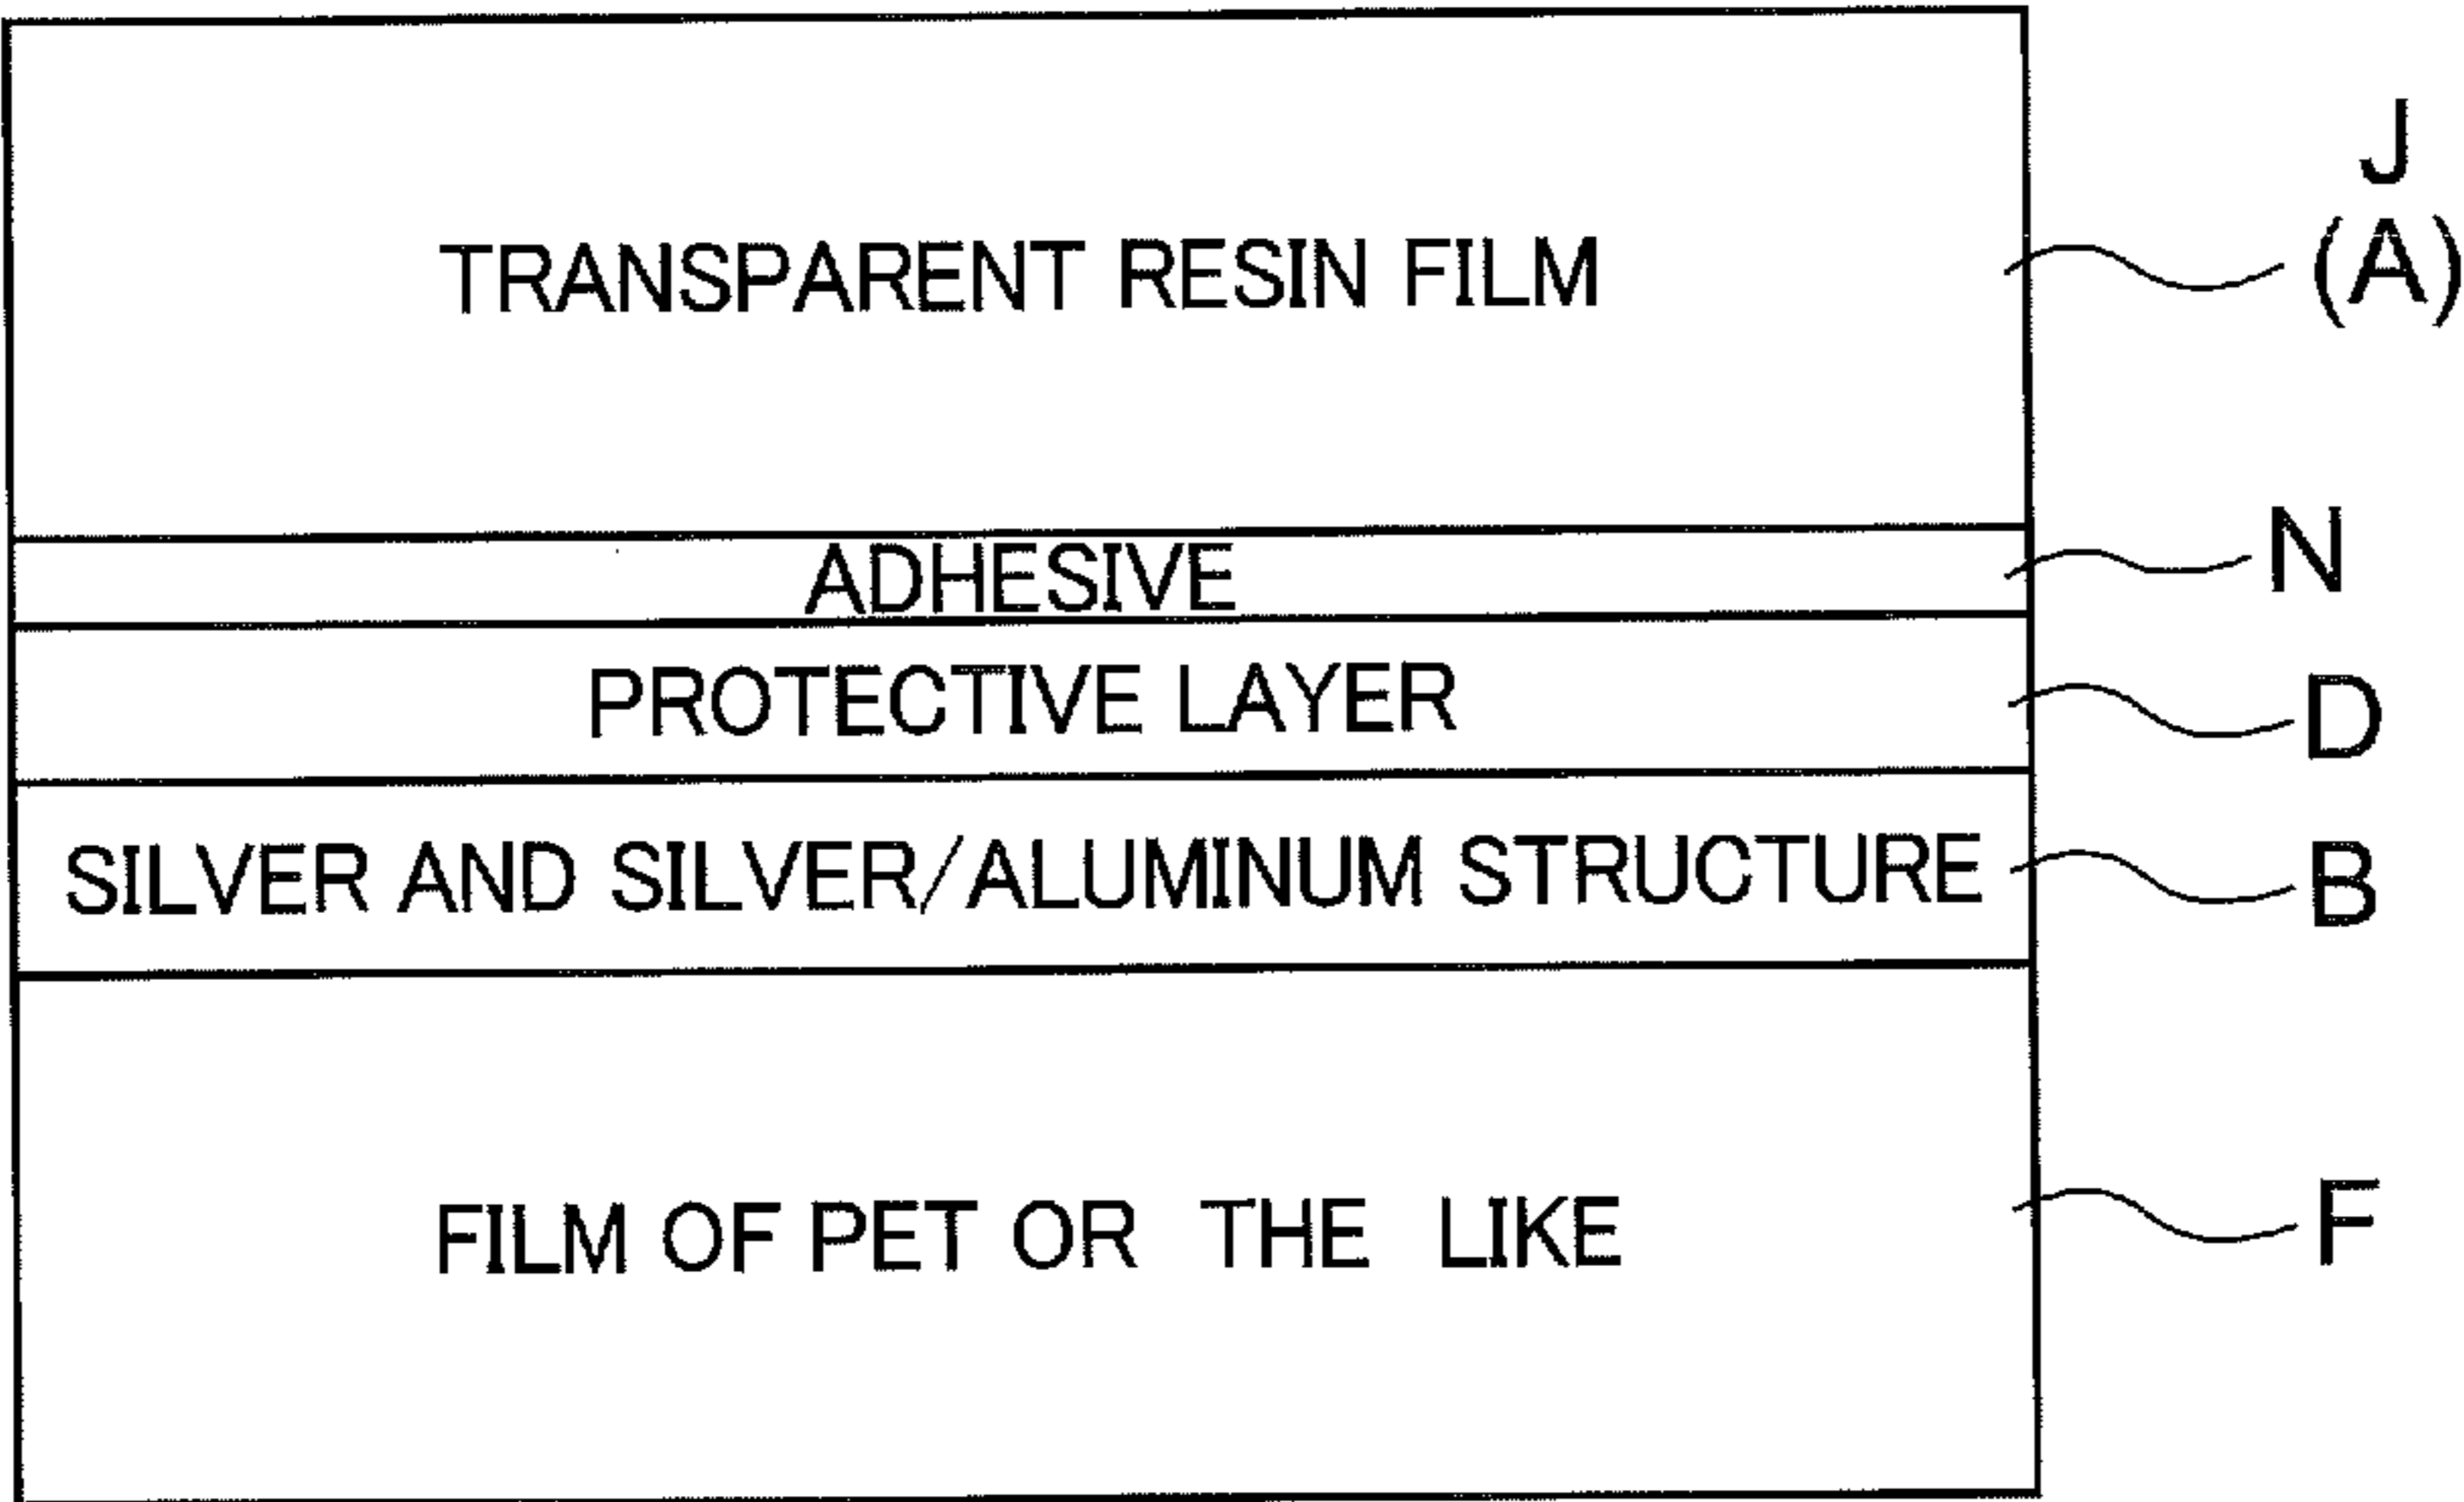 J
TRANSPARENT RESIN FILM (A)
ADHESIVE N
PROTECTIVE LAYER D
SILVER AND SILVER/ALUMINUM STRUCTURE B
FILM OF PET OR THE LIKE F